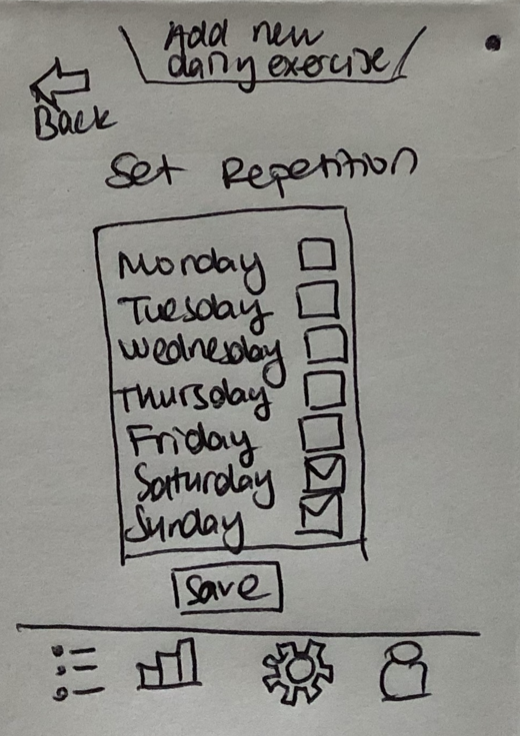 Add new
daily exercise
Back
Set Repetition
Monday
Tuesday
Wednesday
Thursday
Friday
Saturday
Sunday
Save